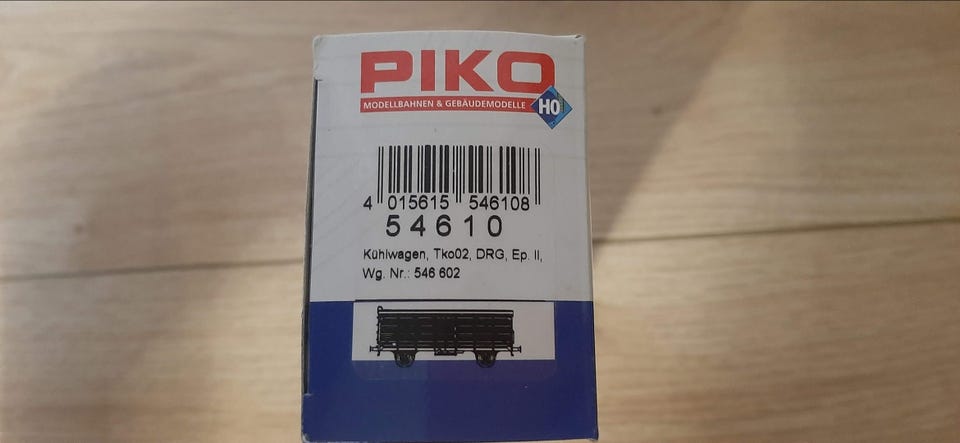 PIKO
MODELLBAHNEN & GEBÄUDEMODELLE
H0
4 015615 546108
54610
Kühlwagen, Tko02, DRG, Ep. II,
Wg. Nr.: 546 602